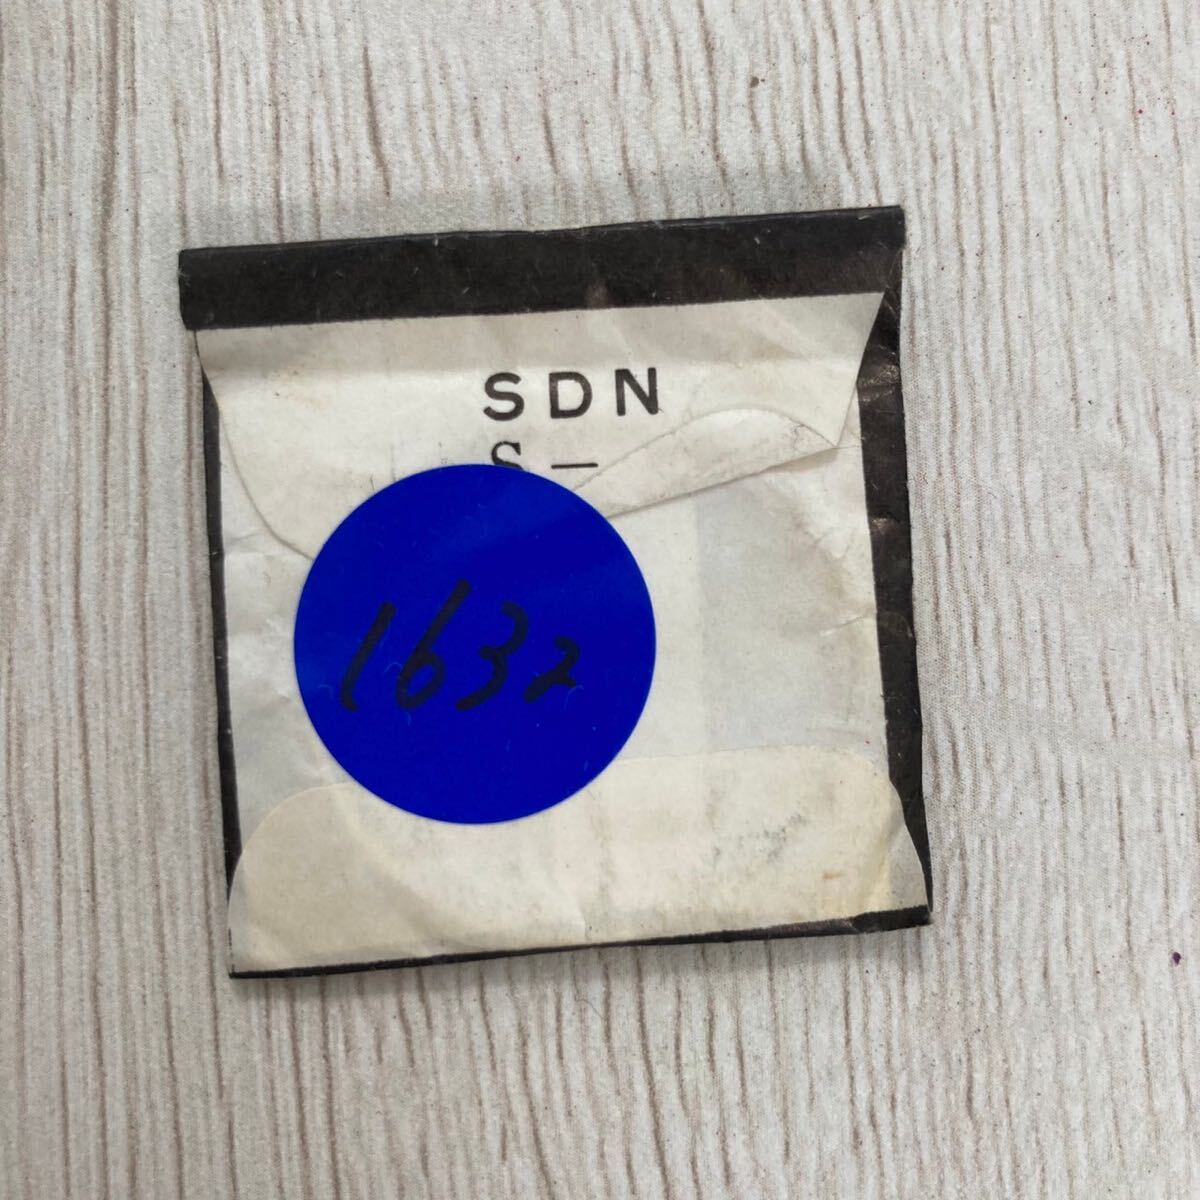 SDN
S –
1632